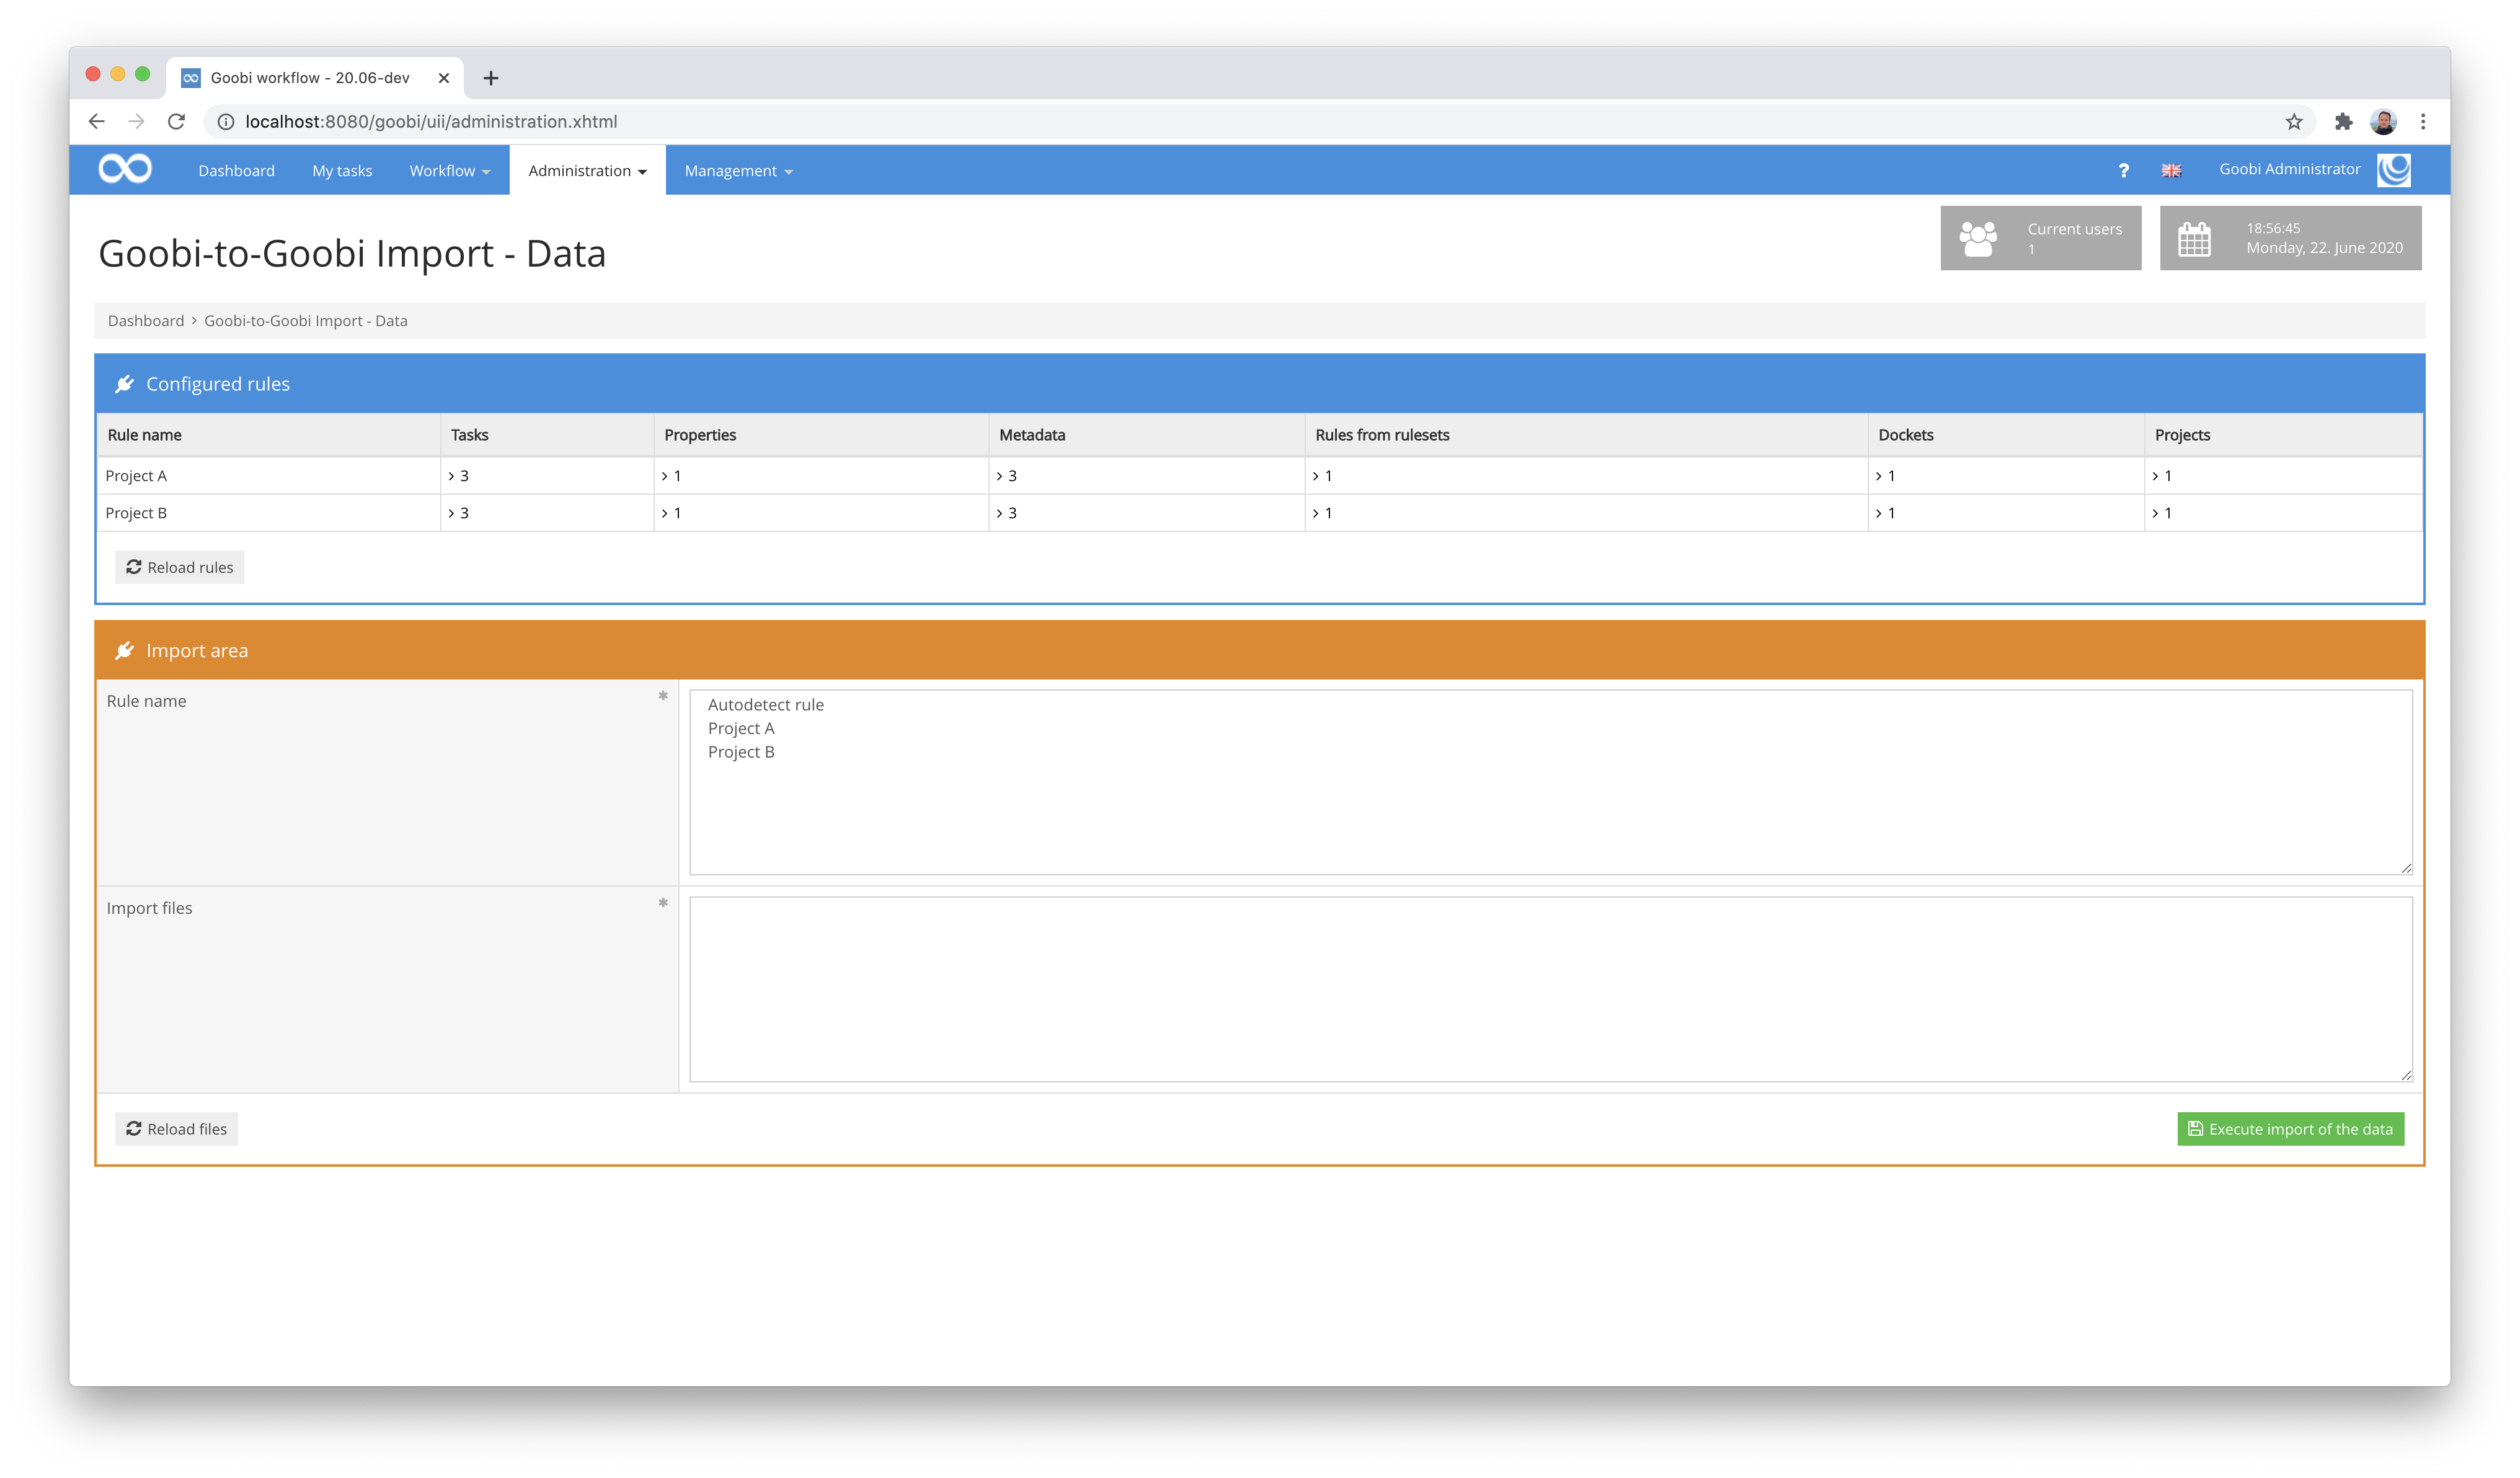 Goobi workflow - 20.06-dev
localhost:8080/goobi/uii/administration.xhtml
Dashboard My tasks Workflow Administration Management ? Goobi Administrator
Goobi-to-Goobi Import - Data
Current users
1
18:56:45
Monday, 22. June 2020
Dashboard > Goobi-to-Goobi Import - Data
Configured rules
Rule name Tasks Properties Metadata Rules from rulesets Dockets Projects
Project A > 3 > 1 > 3 > 1 > 1 > 1
Project B > 3 > 1 > 3 > 1 > 1 > 1
Reload rules
Import area
Rule name *
Autodetect rule
Project A
Project B
Import files *
Reload files
Execute import of the data